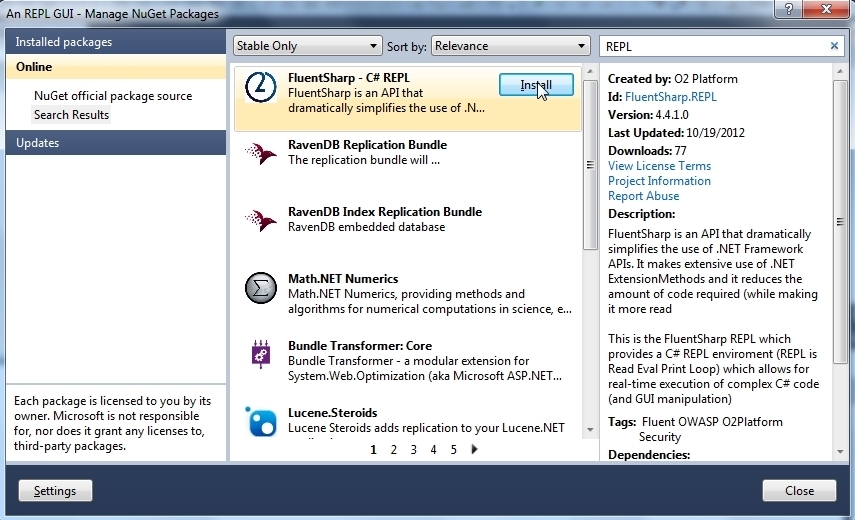 An REPL GUI - Manage NuGet Packages
Installed packages
Online
NuGet official package source
Search Results
Updates
Each package is licensed to you by its
owner. Microsoft is not responsible
for, nor does it grant any licenses to,
third-party packages.
Stable Only
Sort by: Relevance
REPL
FluentSharp - C# REPL
FluentSharp is an API that
dramatically simplifies the use of .N...
Install
RavenDB Replication Bundle
The replication bundle will ...
RavenDB Index Replication Bundle
RavenDB embedded database
Math.NET Numerics
Math.NET Numerics, providing methods and
algorithms for numerical computations in science, e...
Bundle Transformer: Core
Bundle Transformer - a modular extension for
System.Web.Optimization (aka Microsoft ASP.NET...
Lucene.Steroids
Lucene Steroids adds replication to your Lucene.NET
1 2 3 4 5
Created by: O2 Platform
Id: FluentSharp.REPL
Version: 4.4.1.0
Last Updated: 10/19/2012
Downloads: 77
View License Terms
Project Information
Report Abuse
Description:
FluentSharp is an API that dramatically
simplifies the use of .NET Framework
APIs. It makes extensive use of .NET
ExtensionMethods and it reduces the
amount of code required (while making
it more read
This is the FluentSharp REPL which
provides a C# REPL enviroment (REPL is
Read Eval Print Loop) which allows for
real-time execution of complex C# code
(and GUI manipulation)
Tags: Fluent OWASP O2Platform
Security
Dependencies:
Settings
Close